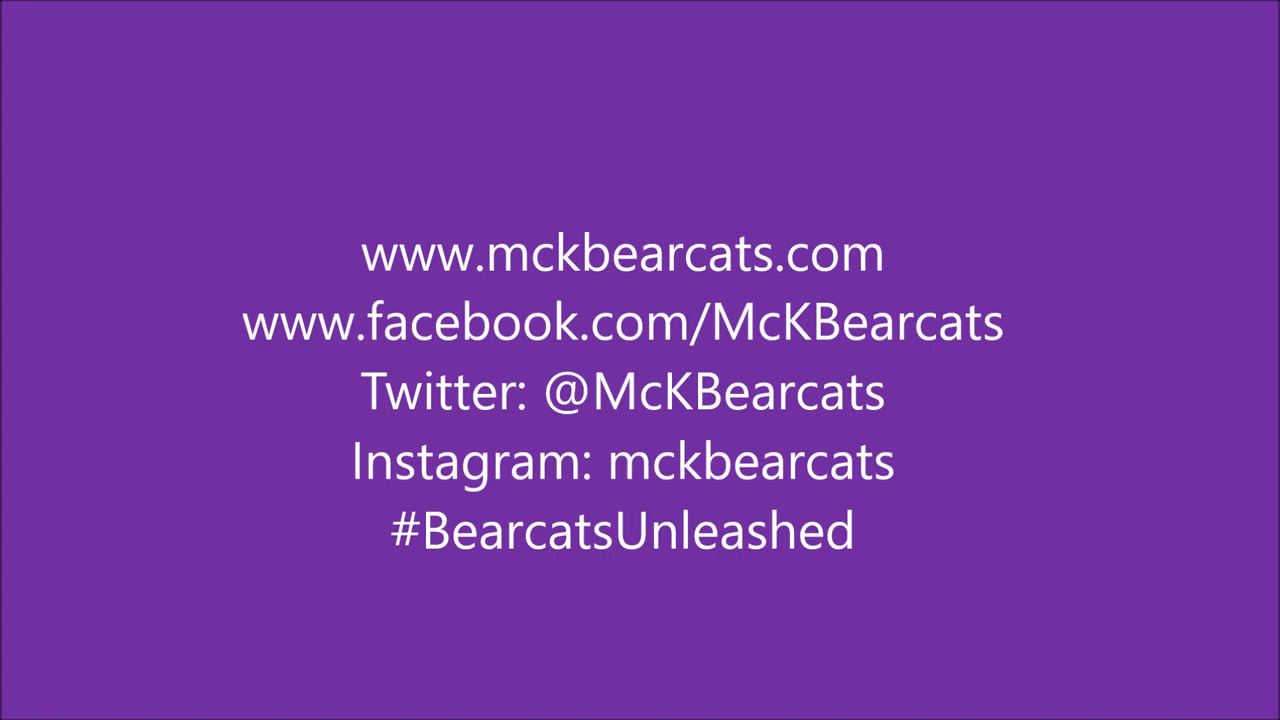 www.mckbearcats.com
www.facebook.com/McKBearcats
Twitter: @McKBearcats
Instagram: mckbearcats
#BearcatsUnleashed